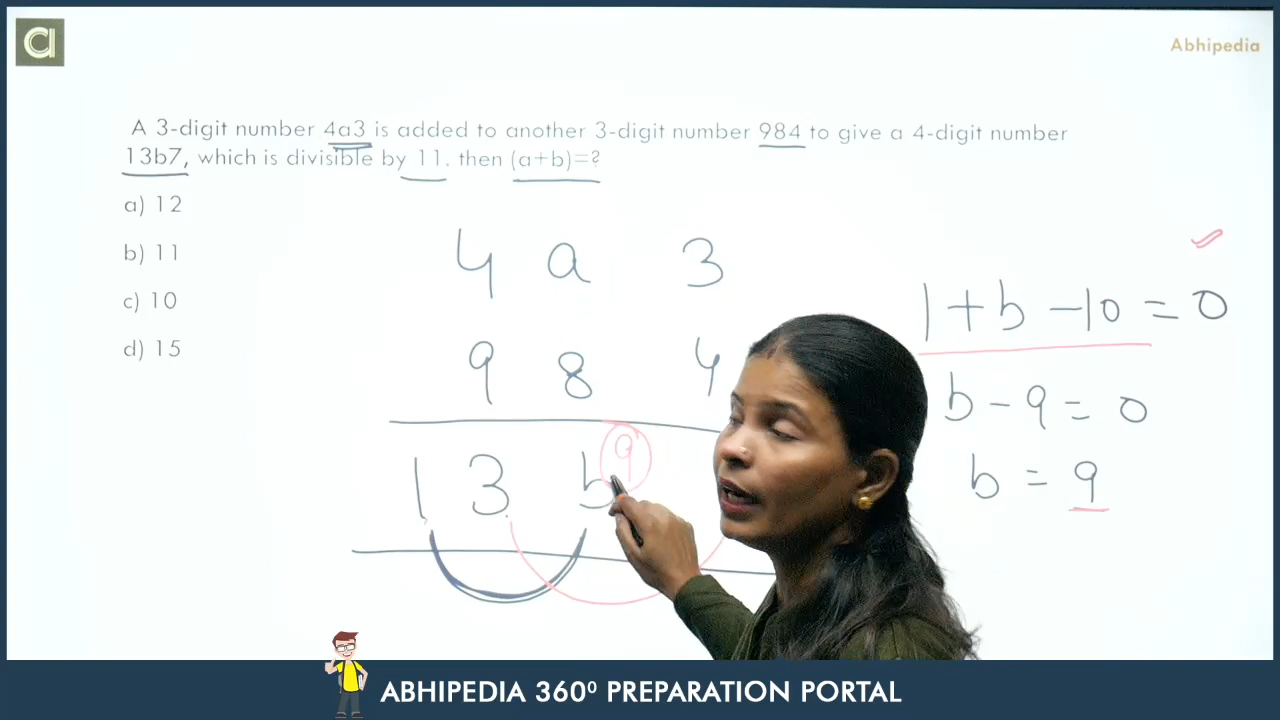 a
Abhipedia
A 3-digit number 4a3 is added to another 3-digit number 984 to give a 4-digit number
13b7, which is divisible by 11. then (a+b)=?
a) 12
b) 11
c) 10
d) 15
4 a 3
9 8 4
1 3 b 9
1 + b - 10 = 0
b - 9 = 0
b = 9
ABHIPEDIA 360⁰ PREPARATION PORTAL